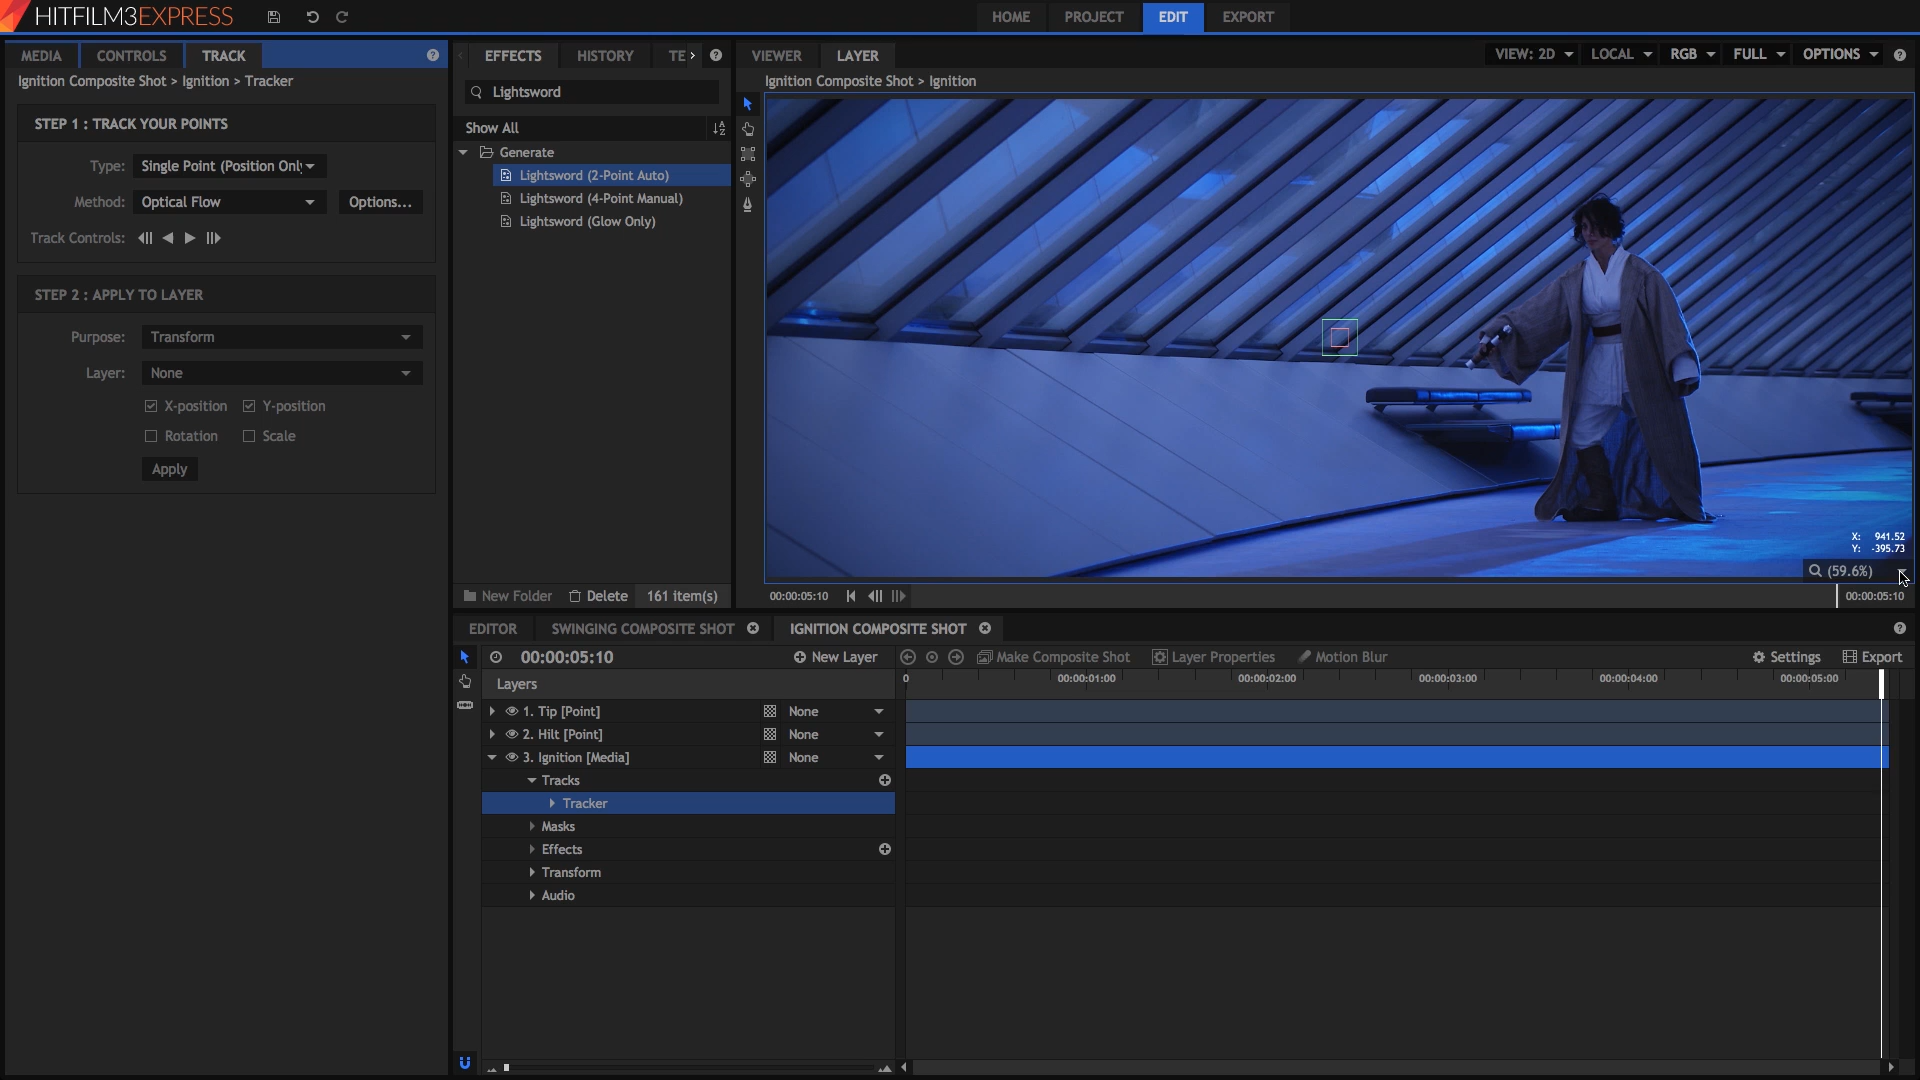 HITFILM3EXPRESS
HOME PROJECT EDIT EXPORT
MEDIA CONTROLS TRACK
Ignition Composite Shot > Ignition > Tracker
STEP 1 : TRACK YOUR POINTS
Type: Single Point (Position Onl
Method: Optical Flow Options...
Track Controls:
STEP 2 : APPLY TO LAYER
Purpose: Transform
Layer: None
X-position Y-position
Rotation Scale
Apply
EFFECTS HISTORY TE
Lightsword
Show All
Generate
Lightsword (2-Point Auto)
Lightsword (4-Point Manual)
Lightsword (Glow Only)
New Folder Delete 161 item(s)
VIEWER LAYER VIEW: 2D LOCAL RGB FULL OPTIONS
Ignition Composite Shot > Ignition
X: 941.52
Y: -395.73
(59.6%)
00:00:05:10 00:00:05:10
EDITOR SWINGING COMPOSITE SHOT IGNITION COMPOSITE SHOT
00:00:05:10 New Layer Make Composite Shot Layer Properties Motion Blur Settings Export
Layers 0 00:00:01:00 00:00:02:00 00:00:03:00 00:00:04:00 00:00:05:00
1. Tip [Point] None
2. Hilt [Point] None
3. Ignition [Media] None
Tracks
Tracker
Masks
Effects
Transform
Audio